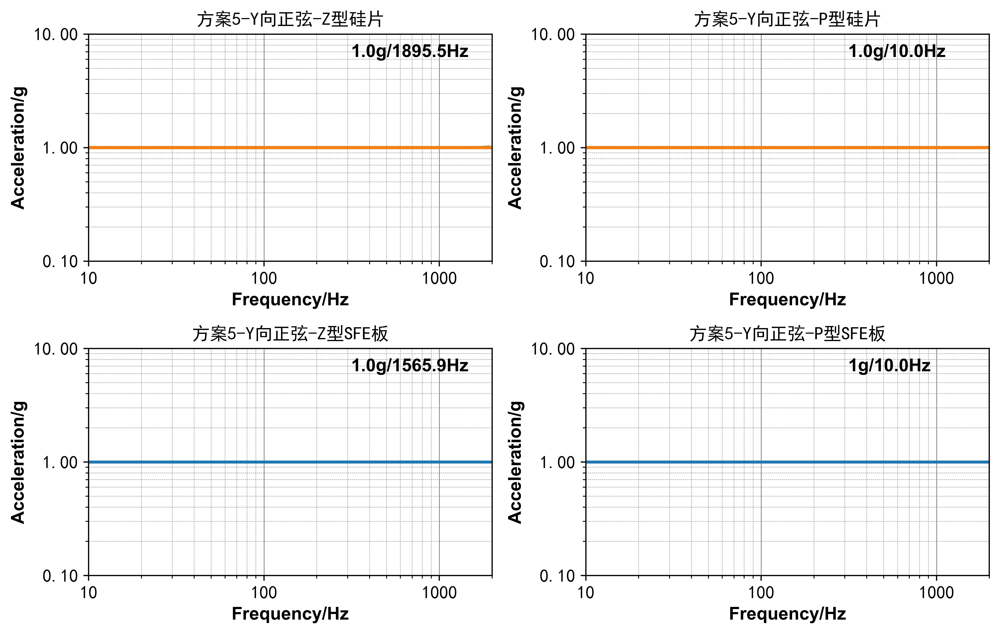 方案5-Y向正弦-Z型硅片
10.00
1.0g/1895.5Hz
Acceleration/g
1.00
0.10
10
100
1000
Frequency/Hz
方案5-Y向正弦-P型硅片
10.00
1.0g/10.0Hz
Acceleration/g
1.00
0.10
10
100
1000
Frequency/Hz
方案5-Y向正弦-Z型SFE板
10.00
1.0g/1565.9Hz
Acceleration/g
1.00
0.10
10
100
1000
Frequency/Hz
方案5-Y向正弦-P型SFE板
10.00
1g/10.0Hz
Acceleration/g
1.00
0.10
10
100
1000
Frequency/Hz